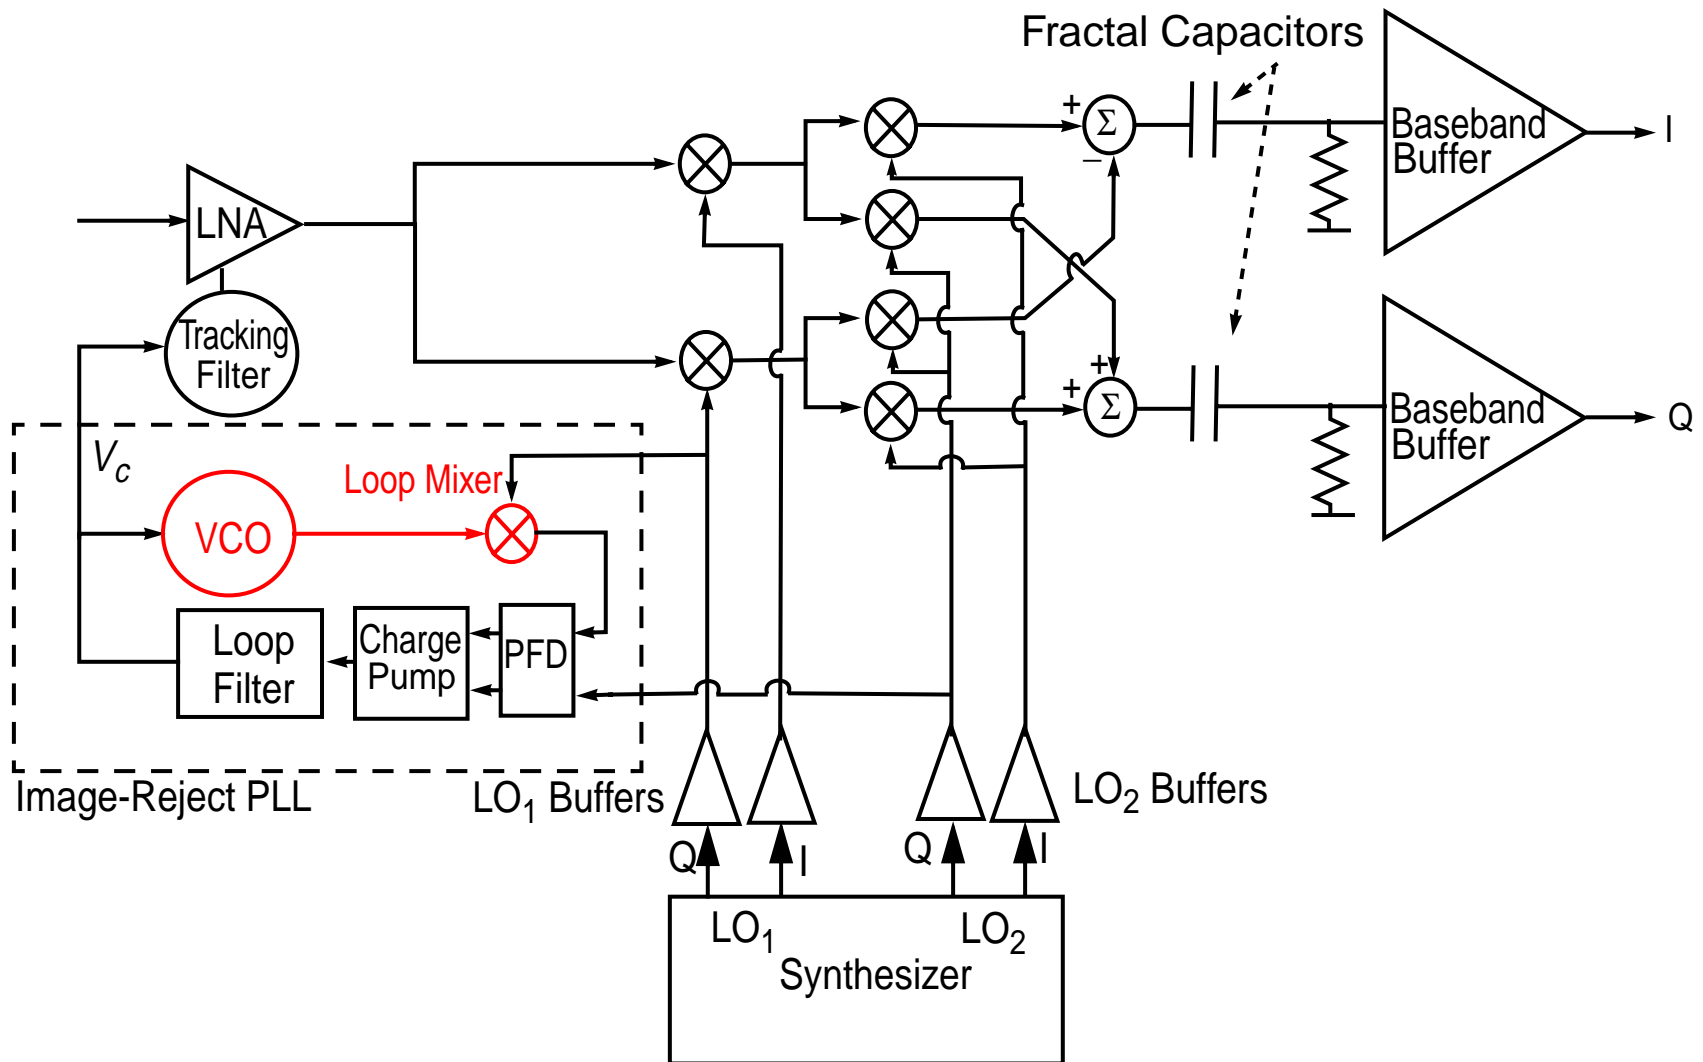 Fractal Capacitors
+
Σ
−
Baseband
Buffer
I
LNA
Tracking
Filter
+
+
Σ
Baseband
Buffer
Q
Vc
Loop Mixer
VCO
Loop
Filter
Charge
Pump
PFD
Image-Reject PLL
LO1 Buffers
LO2 Buffers
Q
I
Q
I
LO1
LO2
Synthesizer